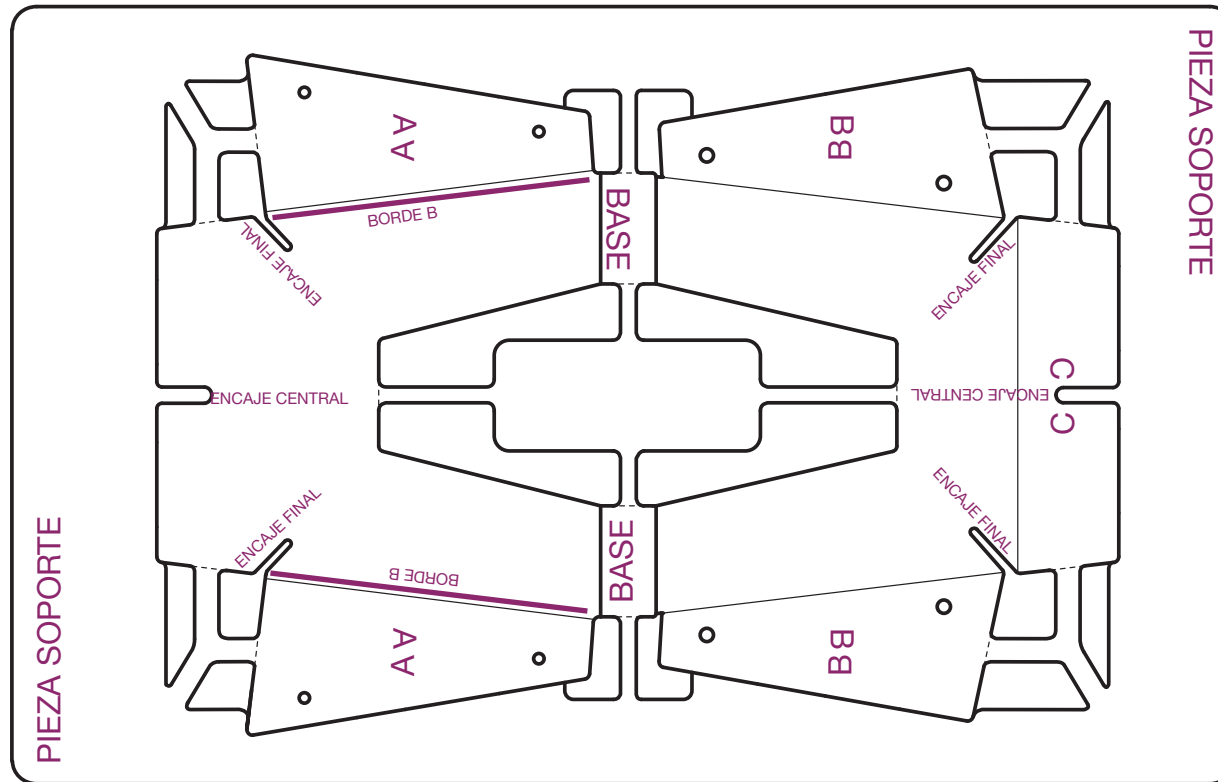 PIEZA SOPORTE
A
A
BORDE B
ENCAJE FINAL
BASE
B
B
ENCAJE FINAL
ENCAJE CENTRAL
ENCAJE CENTRAL
C
C
ENCAJE FINAL
BORDE B
BASE
ENCAJE FINAL
A
A
B
B
PIEZA SOPORTE